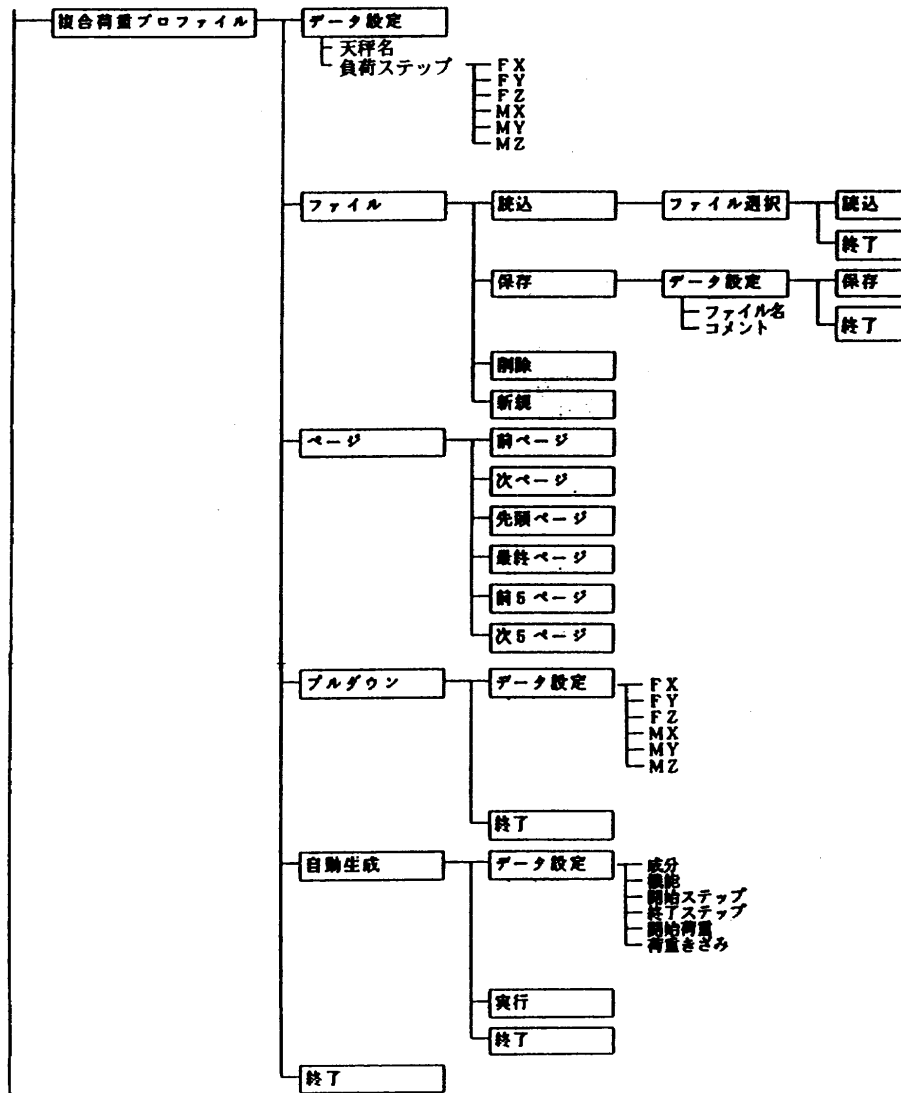 複合荷重プロファイル
データ設定
天秤名
負荷ステップ
FX
FY
FZ
MX
MY
MZ
ファイル
読込
ファイル選択
読込
終了
保存
データ設定
保存
ファイル名
コメント
終了
削除
新規
ページ
前ページ
次ページ
先頭ページ
最終ページ
前5ページ
次5ページ
プルダウン
データ設定
FX
FY
FZ
MX
MY
MZ
終了
自動生成
データ設定
成分
機能
開始ステップ
終了ステップ
開始荷重
荷重きざみ
実行
終了
終了